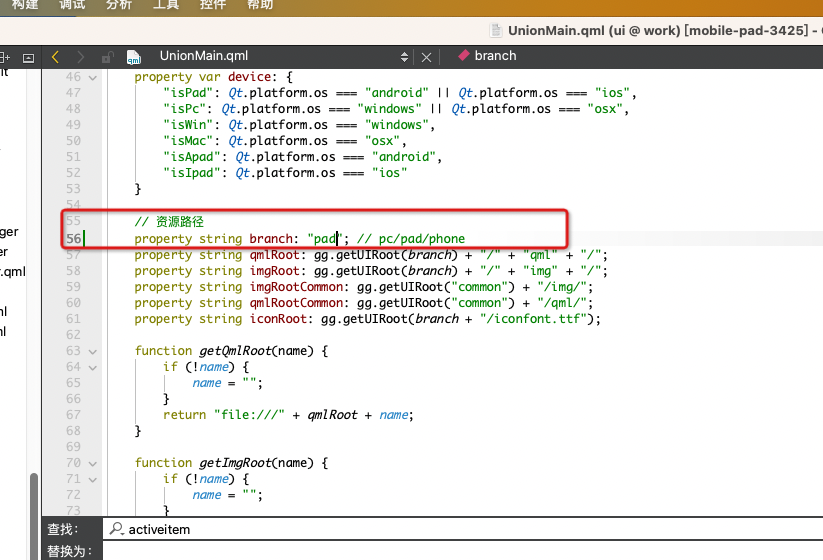 构建 调试 分析 工具 控件 帮助
UnionMain.qml (ui @ work) [mobile-pad-3425] -
UnionMain.qml branch
46 property var device: {
47 "isPad": Qt.platform.os === "android" || Qt.platform.os === "ios",
48 "isPc": Qt.platform.os === "windows" || Qt.platform.os === "osx",
49 "isWin": Qt.platform.os === "windows",
50 "isMac": Qt.platform.os === "osx",
51 "isApad": Qt.platform.os === "android",
52 "isIpad": Qt.platform.os === "ios"
53 }
54
55 // 资源路径
56 property string branch: "pad"; // pc/pad/phone
57 property string qmlRoot: gg.getUIRoot(branch) + "/" + "qml" + "/";
58 property string imgRoot: gg.getUIRoot(branch) + "/" + "img" + "/";
59 property string imgRootCommon: gg.getUIRoot("common") + "/img/";
60 property string qmlRootCommon: gg.getUIRoot("common") + "/qml/";
61 property string iconRoot: gg.getUIRoot(branch + "/iconfont.ttf");
62
63 function getQmlRoot(name) {
64 if (!name) {
65 name = "";
66 }
67 return "file:///" + qmlRoot + name;
68 }
69
70 function getImgRoot(name) {
71 if (!name) {
72 name = "";
73 }
查找: activeitem
替换为: